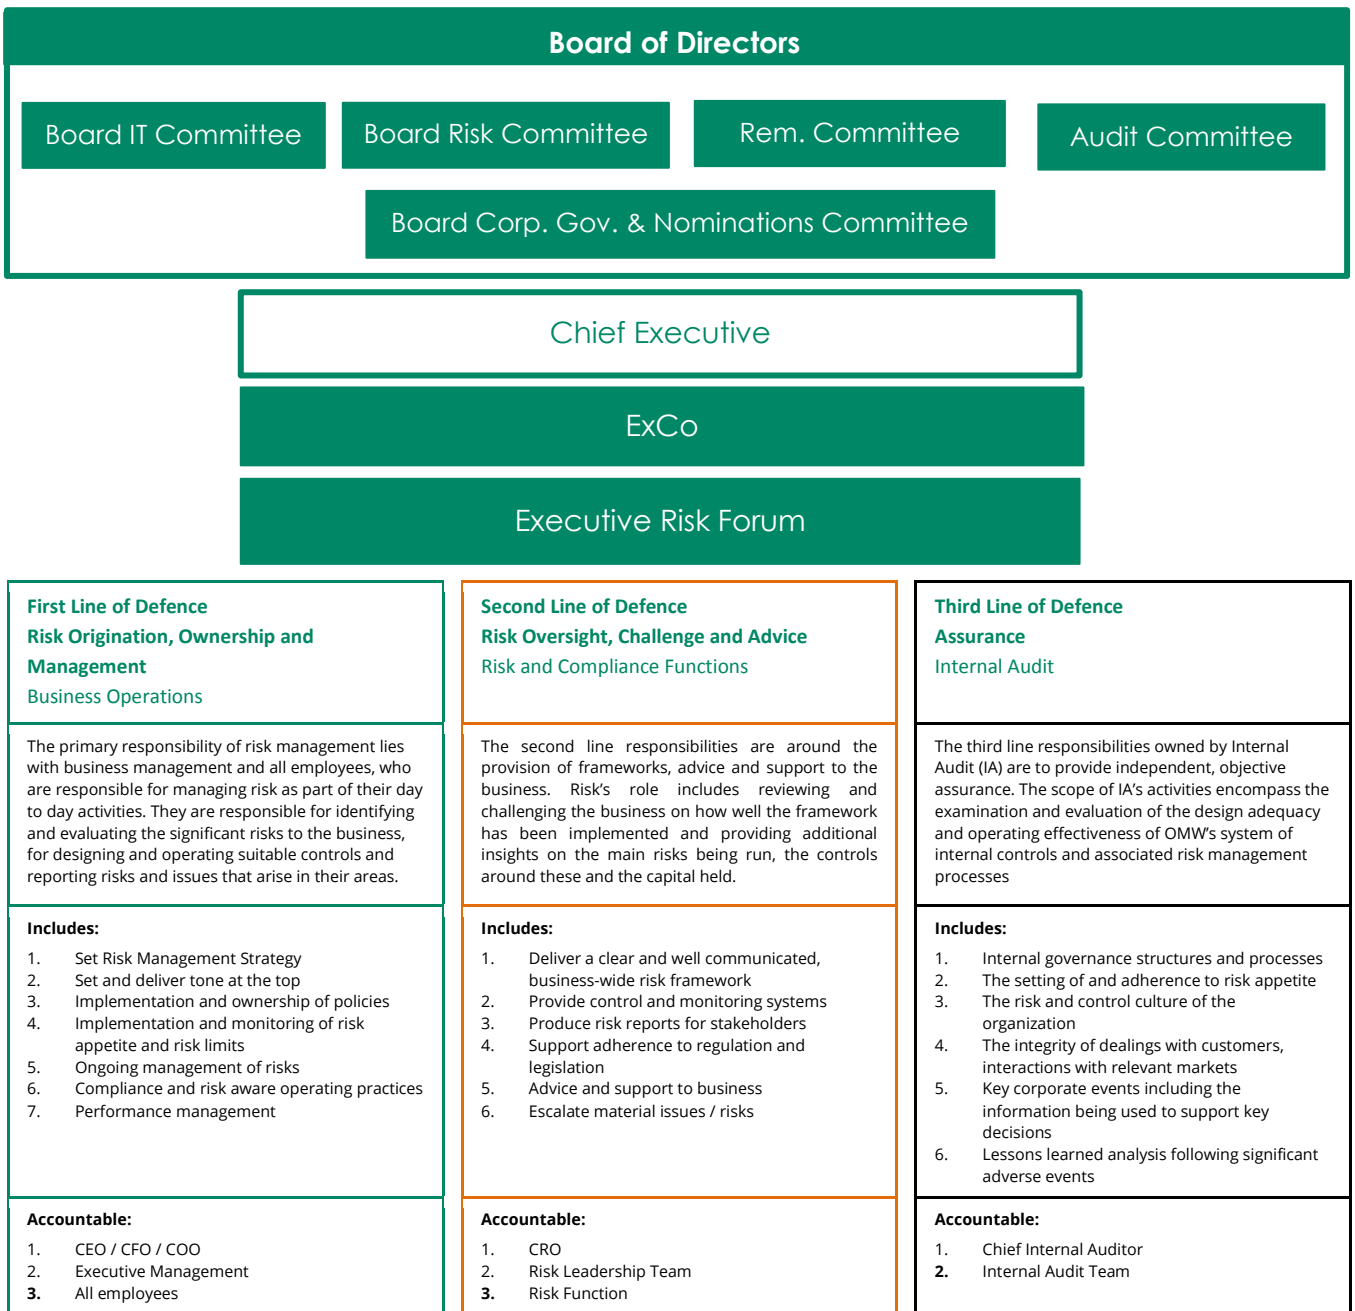 Board of Directors
Board IT Committee
Board Risk Committee
Rem. Committee
Audit Committee
Board Corp. Gov. & Nominations Committee
Chief Executive
ExCo
Executive Risk Forum
First Line of Defence
Risk Origination, Ownership and
Management
Business Operations
The primary responsibility of risk management lies
with business management and all employees, who
are responsible for managing risk as part of their day
to day activities. They are responsible for identifying
and evaluating the significant risks to the business,
for designing and operating suitable controls and
reporting risks and issues that arise in their areas.
Includes:
1. Set Risk Management Strategy
2. Set and deliver tone at the top
3. Implementation and ownership of policies
4. Implementation and monitoring of risk
appetite and risk limits
5. Ongoing management of risks
6. Compliance and risk aware operating practices
7. Performance management
Accountable:
1. CEO / CFO / COO
2. Executive Management
3. All employees
Second Line of Defence
Risk Oversight, Challenge and Advice
Risk and Compliance Functions
The second line responsibilities are around the
provision of frameworks, advice and support to the
business. Risk's role includes reviewing and
challenging the business on how well the framework
has been implemented and providing additional
insights on the main risks being run, the controls
around these and the capital held.
Includes:
1. Deliver a clear and well communicated,
business-wide risk framework
2. Provide control and monitoring systems
3. Produce risk reports for stakeholders
4. Support adherence to regulation and
legislation
5. Advice and support to business
6. Escalate material issues / risks
Accountable:
1. CRO
2. Risk Leadership Team
3. Risk Function
Third Line of Defence
Assurance
Internal Audit
The third line responsibilities owned by Internal
Audit (IA) are to provide independent, objective
assurance. The scope of IA's activities encompass the
examination and evaluation of the design adequacy
and operating effectiveness of OMW's system of
internal controls and associated risk management
processes
Includes:
1. Internal governance structures and processes
2. The setting of and adherence to risk appetite
3. The risk and control culture of the
organization
4. The integrity of dealings with customers,
interactions with relevant markets
5. Key corporate events including the
information being used to support key
decisions
6. Lessons learned analysis following significant
adverse events
Accountable:
1. Chief Internal Auditor
2. Internal Audit Team